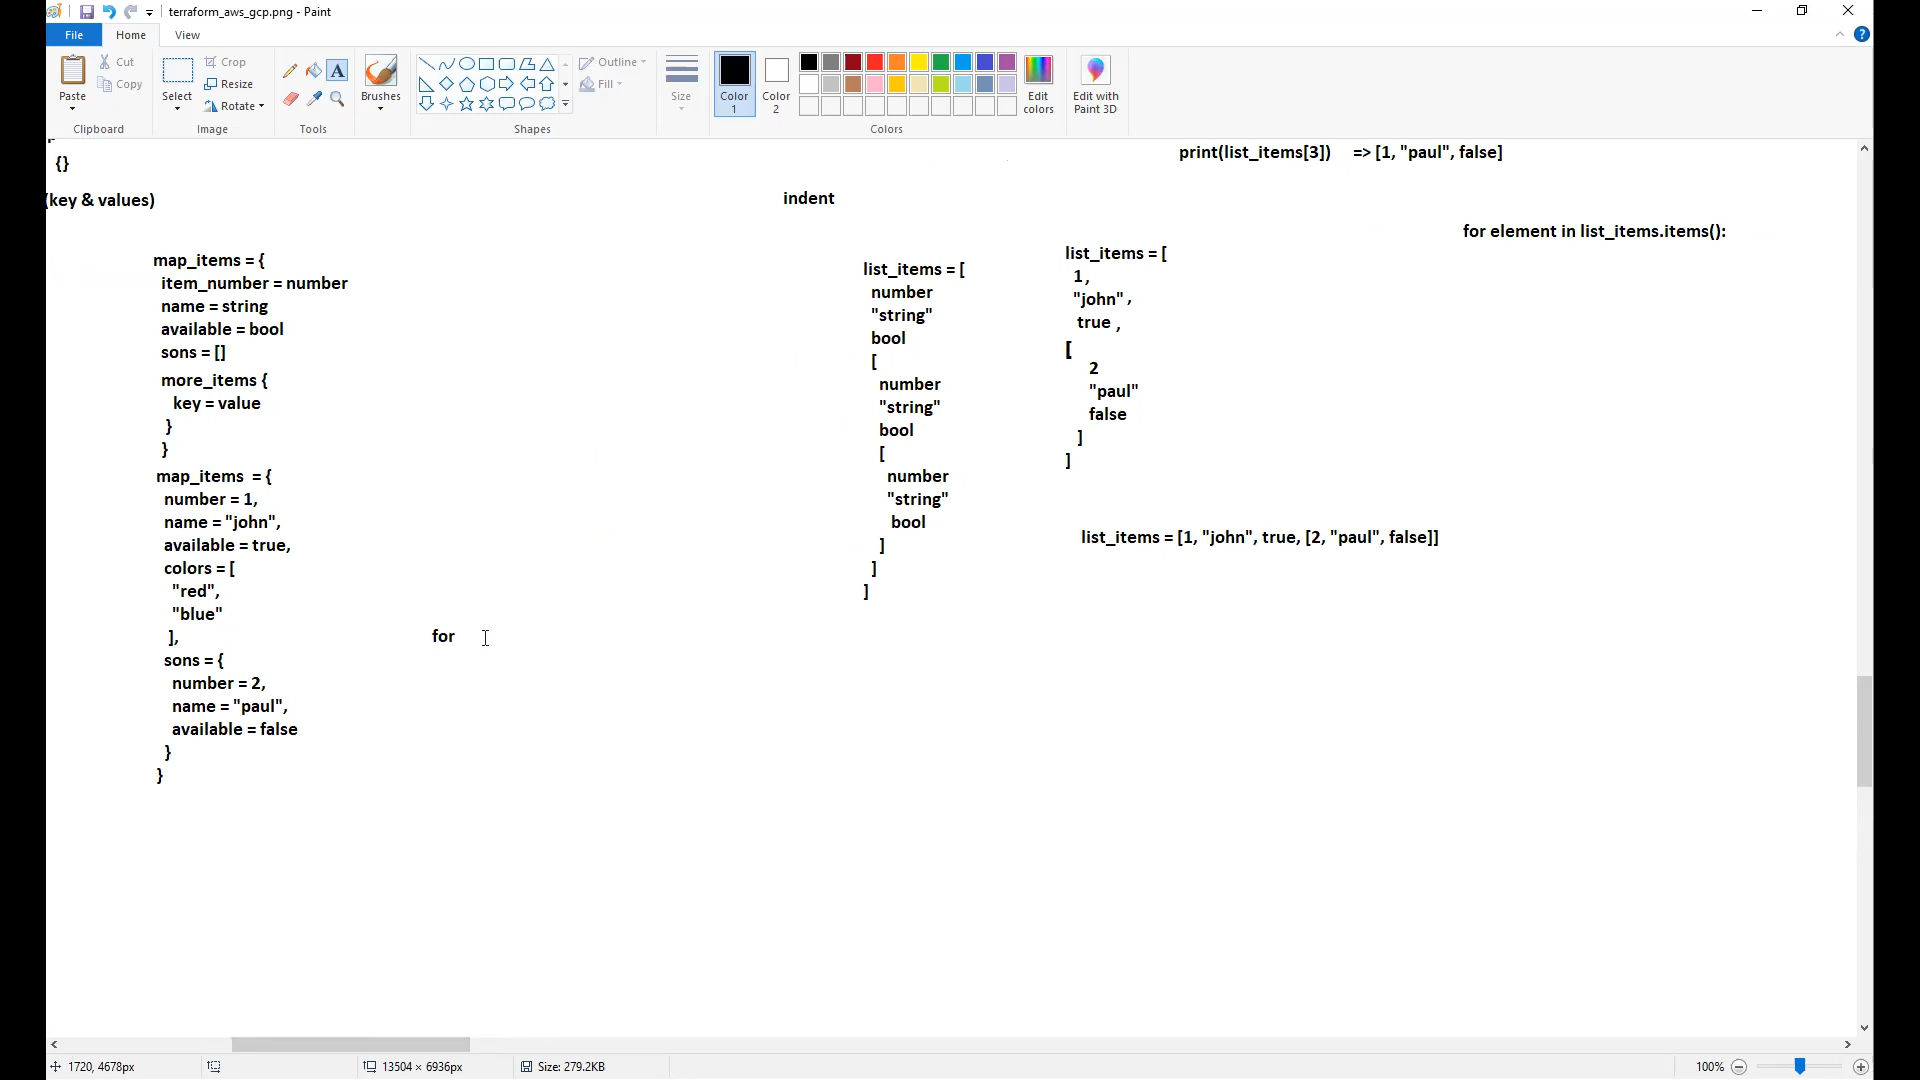 terraform_aws_gcp.png - Paint
File
Home
View
Paste
Cut
Copy
Clipboard
Select
Crop
Resize
Rotate
Image
A
Tools
Brushes
Shapes
Outline
Fill
Size
Color
1
Color
2
Colors
Edit
colors
Edit with
Paint 3D
?
{}
(key & values)
map_items = {
item_number = number
name = string
available = bool
sons = []
more_items {
key = value
}
}
map_items = {
number = 1,
name = "john",
available = true,
colors = [
"red",
"blue"
],
sons = {
number = 2,
name = "paul",
available = false
}
}
for
indent
list_items = [
number
"string"
bool
[
number
"string"
bool
[
number
"string"
bool
]
]
]
print(list_items[3]) => [1, "paul", false]
list_items = [
1,
"john" ,
true ,
[
2
"paul"
false
]
]
list_items = [1, "john", true, [2, "paul", false]]
for element in list_items.items():
1720, 4678px
13504 × 6936px
Size: 279.2KB
100%